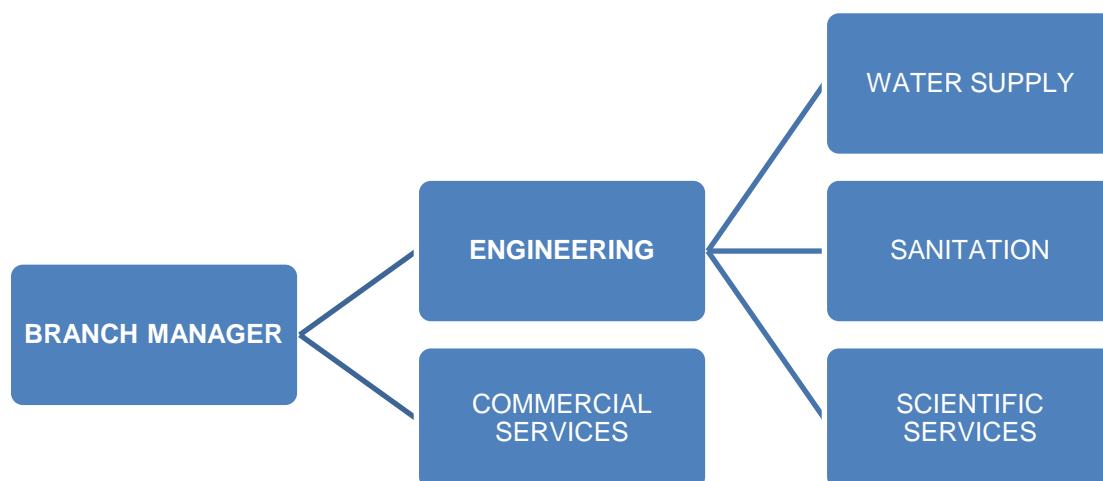 WATER SUPPLY
ENGINEERING
SANITATION
BRANCH MANAGER
COMMERCIAL
SERVICES
SCIENTIFIC
SERVICES